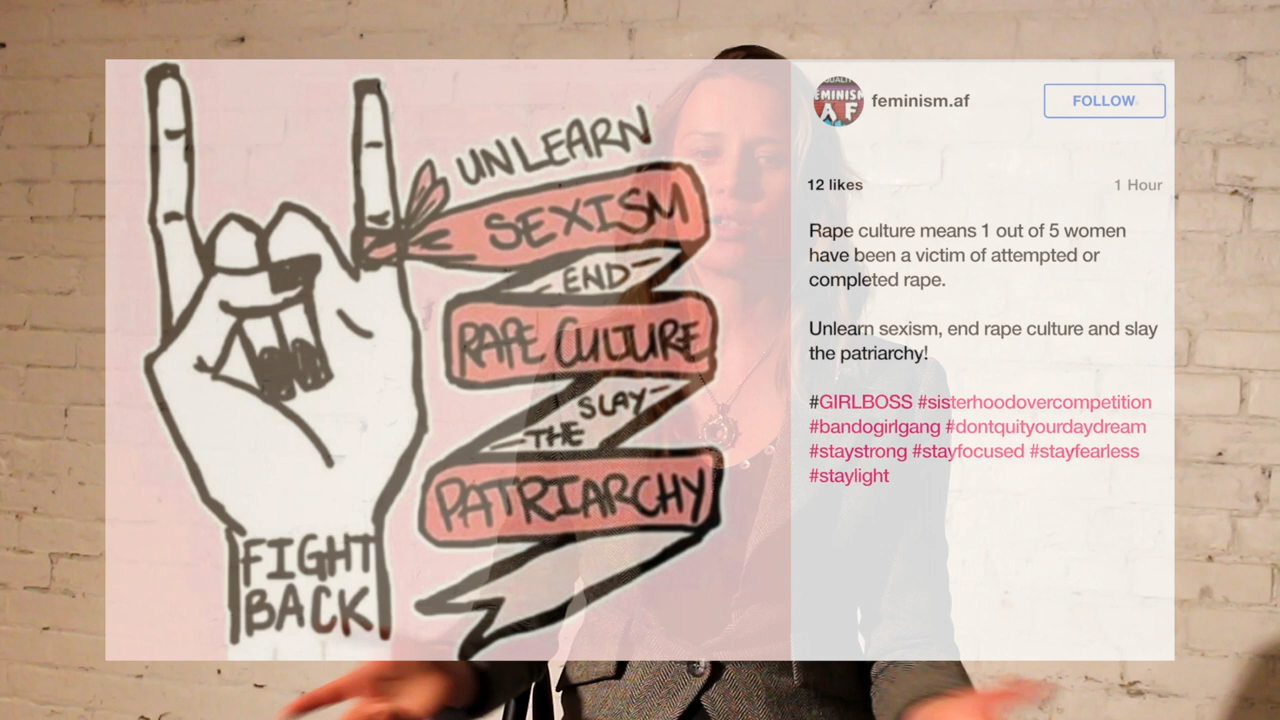 UNLEARN
SEXISM
END
RAPE CULTURE
SLAY
THE
PATRIARCHY
FIGHT
BACK
EMINISM
AF
feminism.af
FOLLOW
12 likes
1 Hour
Rape culture means 1 out of 5 women
have been a victim of attempted or
completed rape.
Unlearn sexism, end rape culture and slay
the patriarchy!
#GIRLBOSS #sisterhoodovercompetition
#bandogirlgang #dontquityourdaydream
#staystrong #stayfocused #stayfearless
#staylight